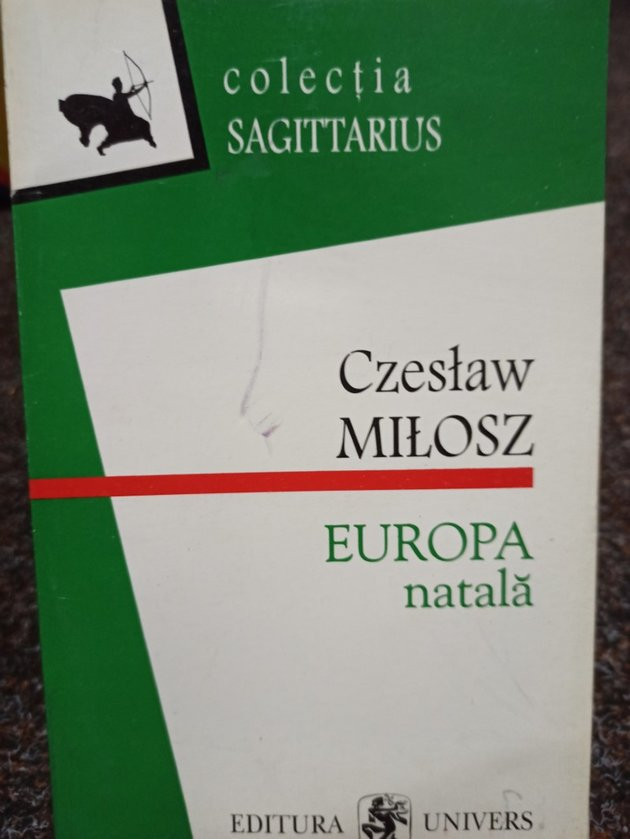 colecția
SAGITTARIUS
Czesław
MIŁOSZ
EUROPA
natală
EDITURA UNIVERS